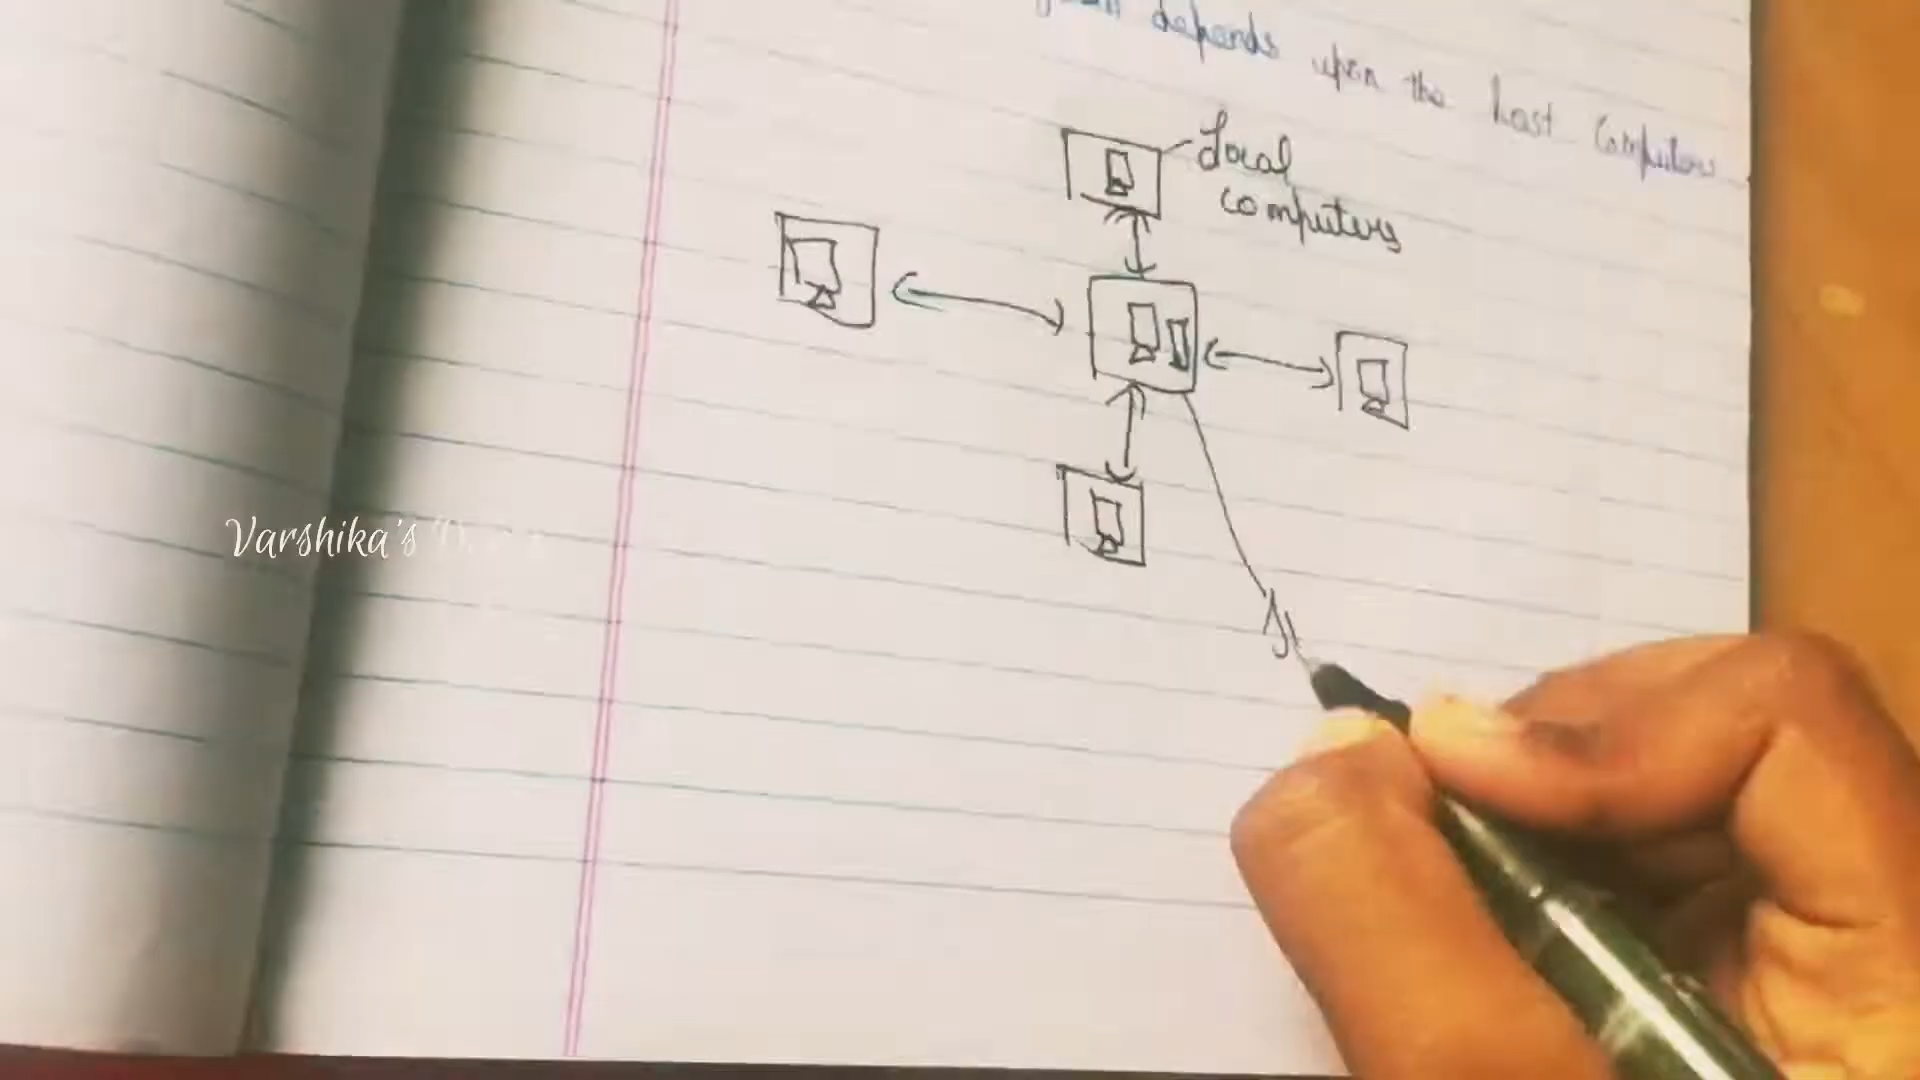 depends upon the host Computer
Local
computers
Varshika's